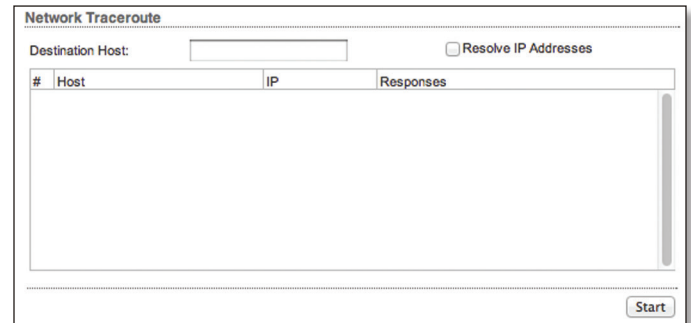 Network Traceroute
Destination Host: Resolve IP Addresses
# Host IP Responses
Start